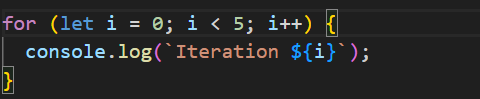 for (let i = 0; i < 5; i++) {
  console.log(`Iteration ${i}`);
}